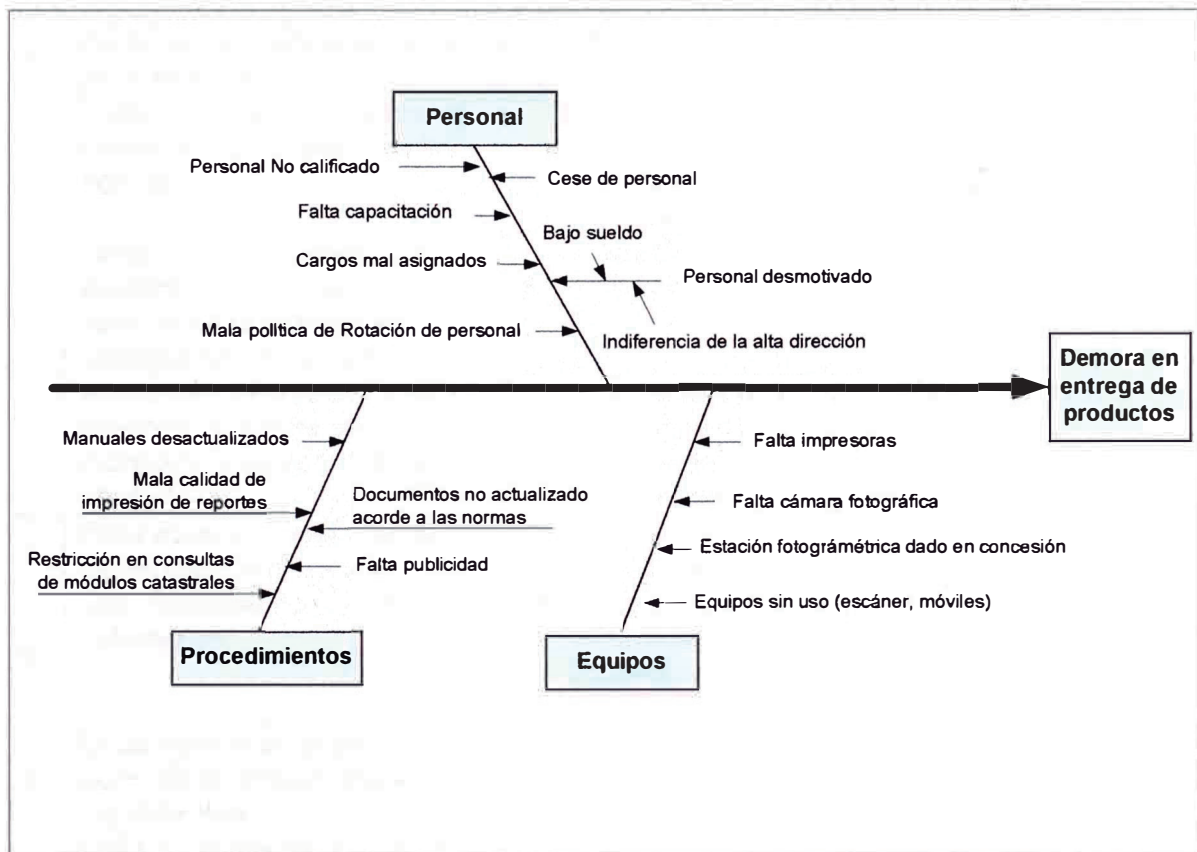 Personal
Personal No calificado
Cese de personal
Falta capacitación
Bajo sueldo
Cargos mal asignados
Personal desmotivado
Mala política de Rotación de personal
Indiferencia de la alta dirección
Demora en
entrega de
productos
Manuales desactualizados
Mala calidad de
impresión de reportes
Documentos no actualizado
acorde a las normas
Restricción en consultas
de módulos catastrales
Falta publicidad
Procedimientos
Falta impresoras
Falta cámara fotográfica
Estación fotográmétrica dado en concesión
Equipos sin uso (escáner, móviles)
Equipos